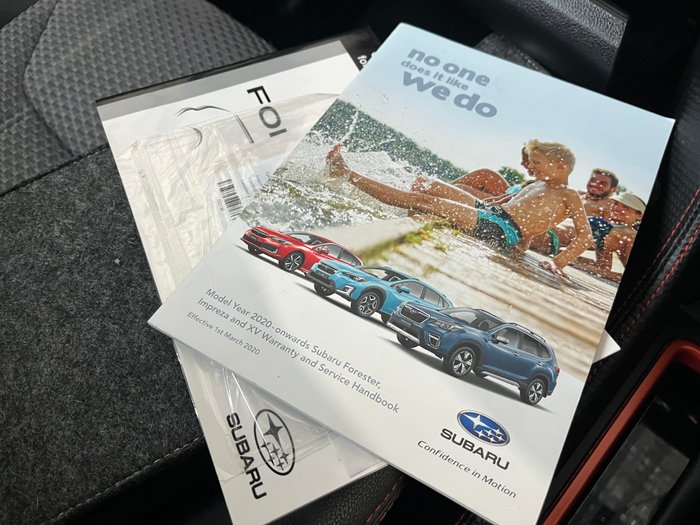 no one
does it like
we do
Model Year 2020-onwards Subaru Forester,
Impreza and XV Warranty and Service Handbook
Effective 1st March 2020
SUBARU
Confidence in Motion
SUBARU